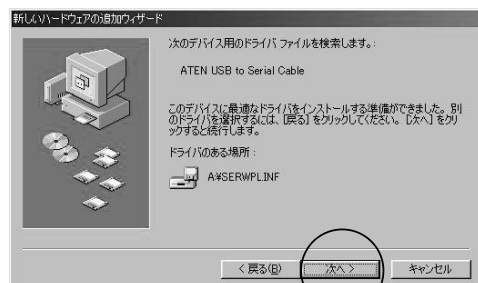 新しいハードウェアの追加ウィザード
次のデバイス用のドライバ ファイルを検索します。:
ATEN USB to Serial Cable
このデバイスに最適なドライバをインストールする準備ができました。別
のドライバを選択するには、[戻る] をクリックしてください。[次へ] をクリ
ックすると続行します。
ドライバのある場所 :
A¥SERWPL.INF
< 戻る(B)
次へ >
キャンセル